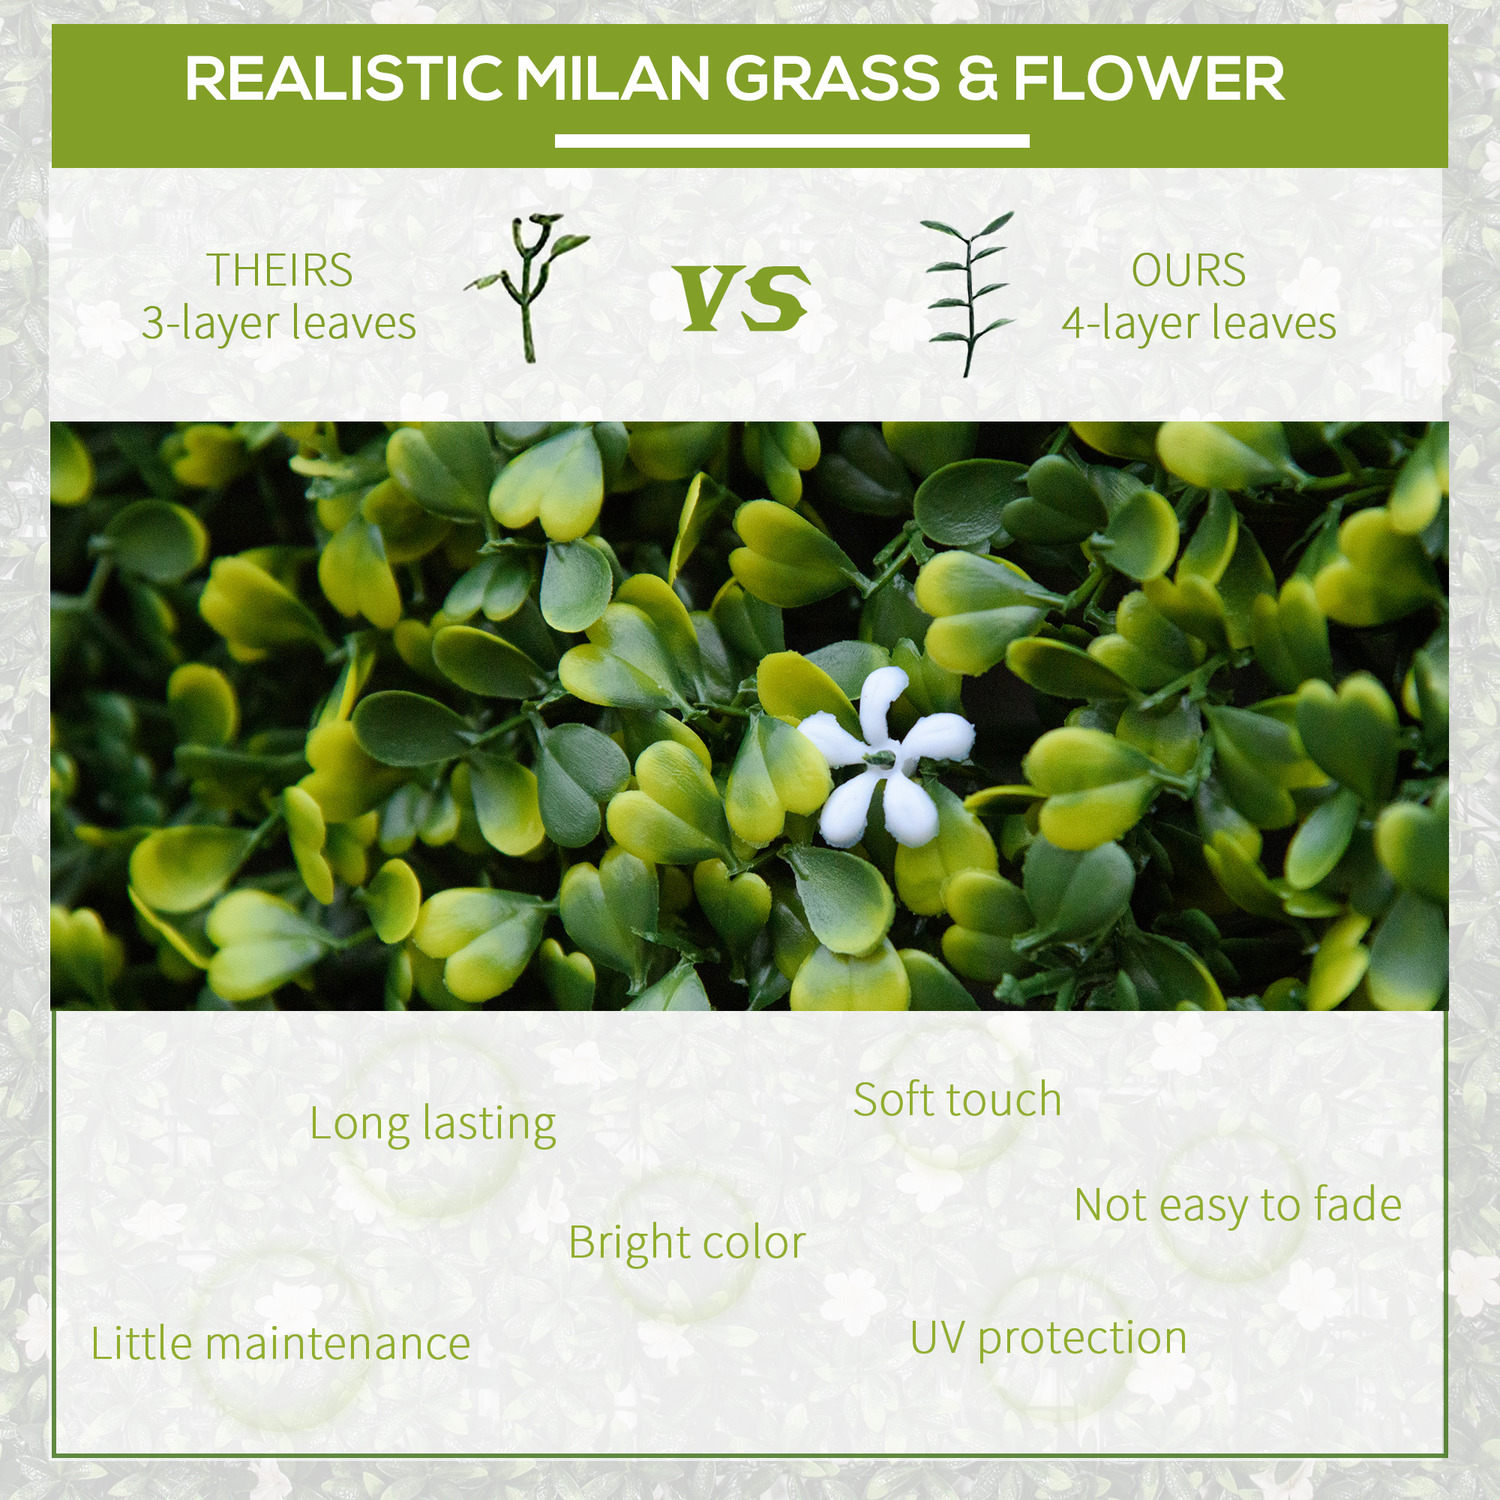 REALISTIC MILAN GRASS & FLOWER
THEIRS
3-layer leaves
VS
OURS
4-layer leaves
Long lasting
Soft touch
Not easy to fade
Bright color
Little maintenance
UV protection